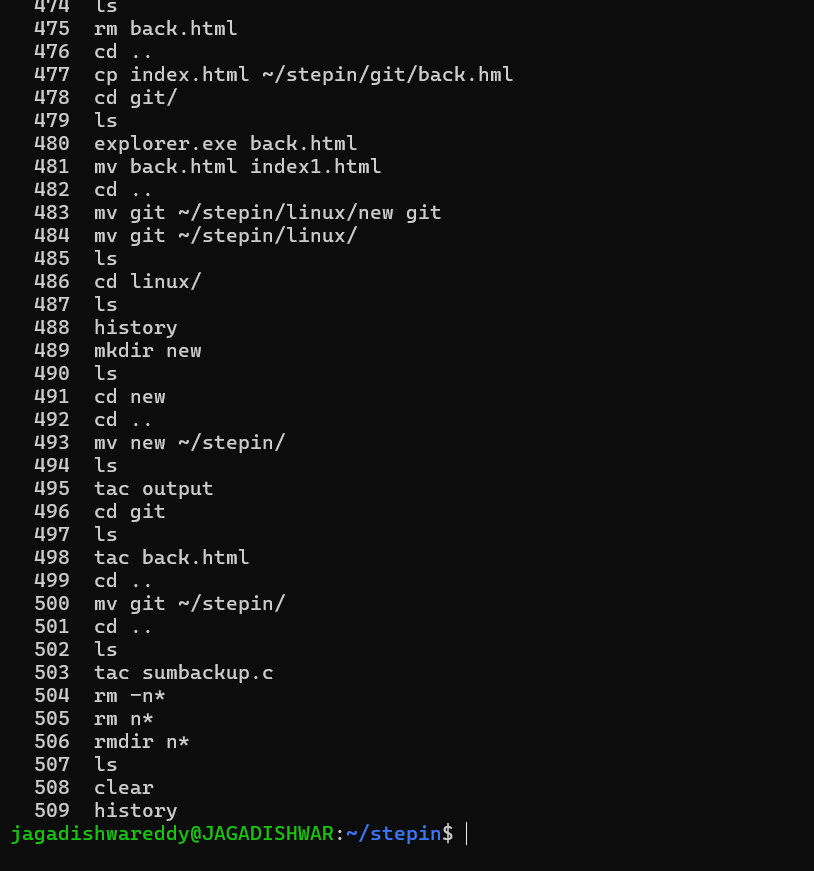 474  ls
475  rm back.html
476  cd ..
477  cp index.html ~/stepin/git/back.hml
478  cd git/
479  ls
480  explorer.exe back.html
481  mv back.html index1.html
482  cd ..
483  mv git ~/stepin/linux/new git
484  mv git ~/stepin/linux/
485  ls
486  cd linux/
487  ls
488  history
489  mkdir new
490  ls
491  cd new
492  cd ..
493  mv new ~/stepin/
494  ls
495  tac output
496  cd git
497  ls
498  tac back.html
499  cd ..
500  mv git ~/stepin/
501  cd ..
502  ls
503  tac sumbackup.c
504  rm -n*
505  rm n*
506  rmdir n*
507  ls
508  clear
509  history
jagadishwareddy@JAGADISHWAR:~/stepin$